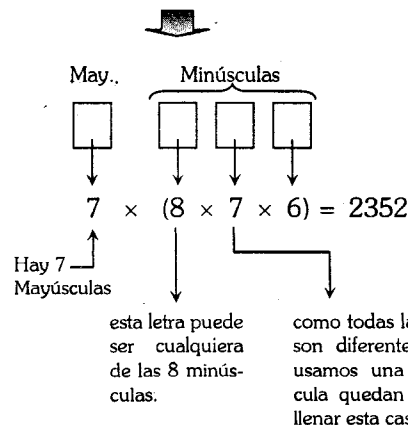 May. Minúsculas
7 × (8 × 7 × 6) = 2352
Hay 7
Mayúsculas
esta letra puede
ser cualquiera
de las 8 minús-
culas.
como todas la
son diferente
usamos una
cula quedan
llenar esta cas